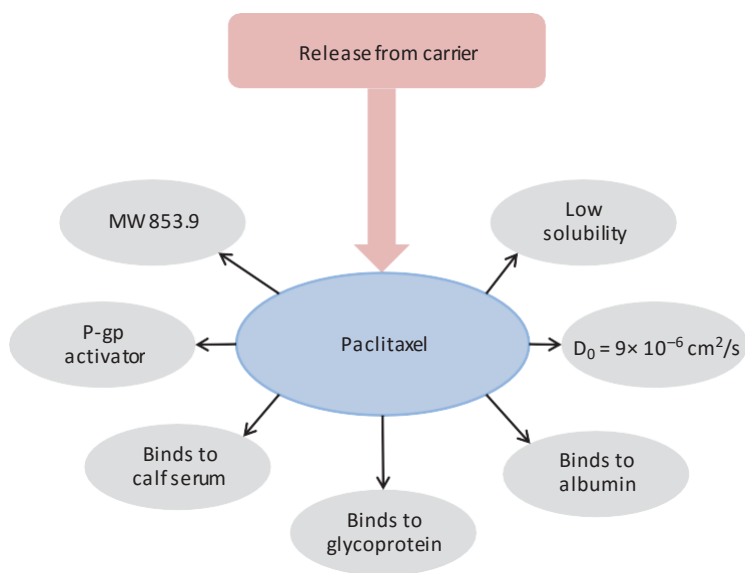 Release from carrier
MW 853.9
Low
solubility
P-gp
activator
Paclitaxel
D₀ = 9× 10⁻⁶ cm²/s
Binds to
calf serum
Binds to
albumin
Binds to
glycoprotein